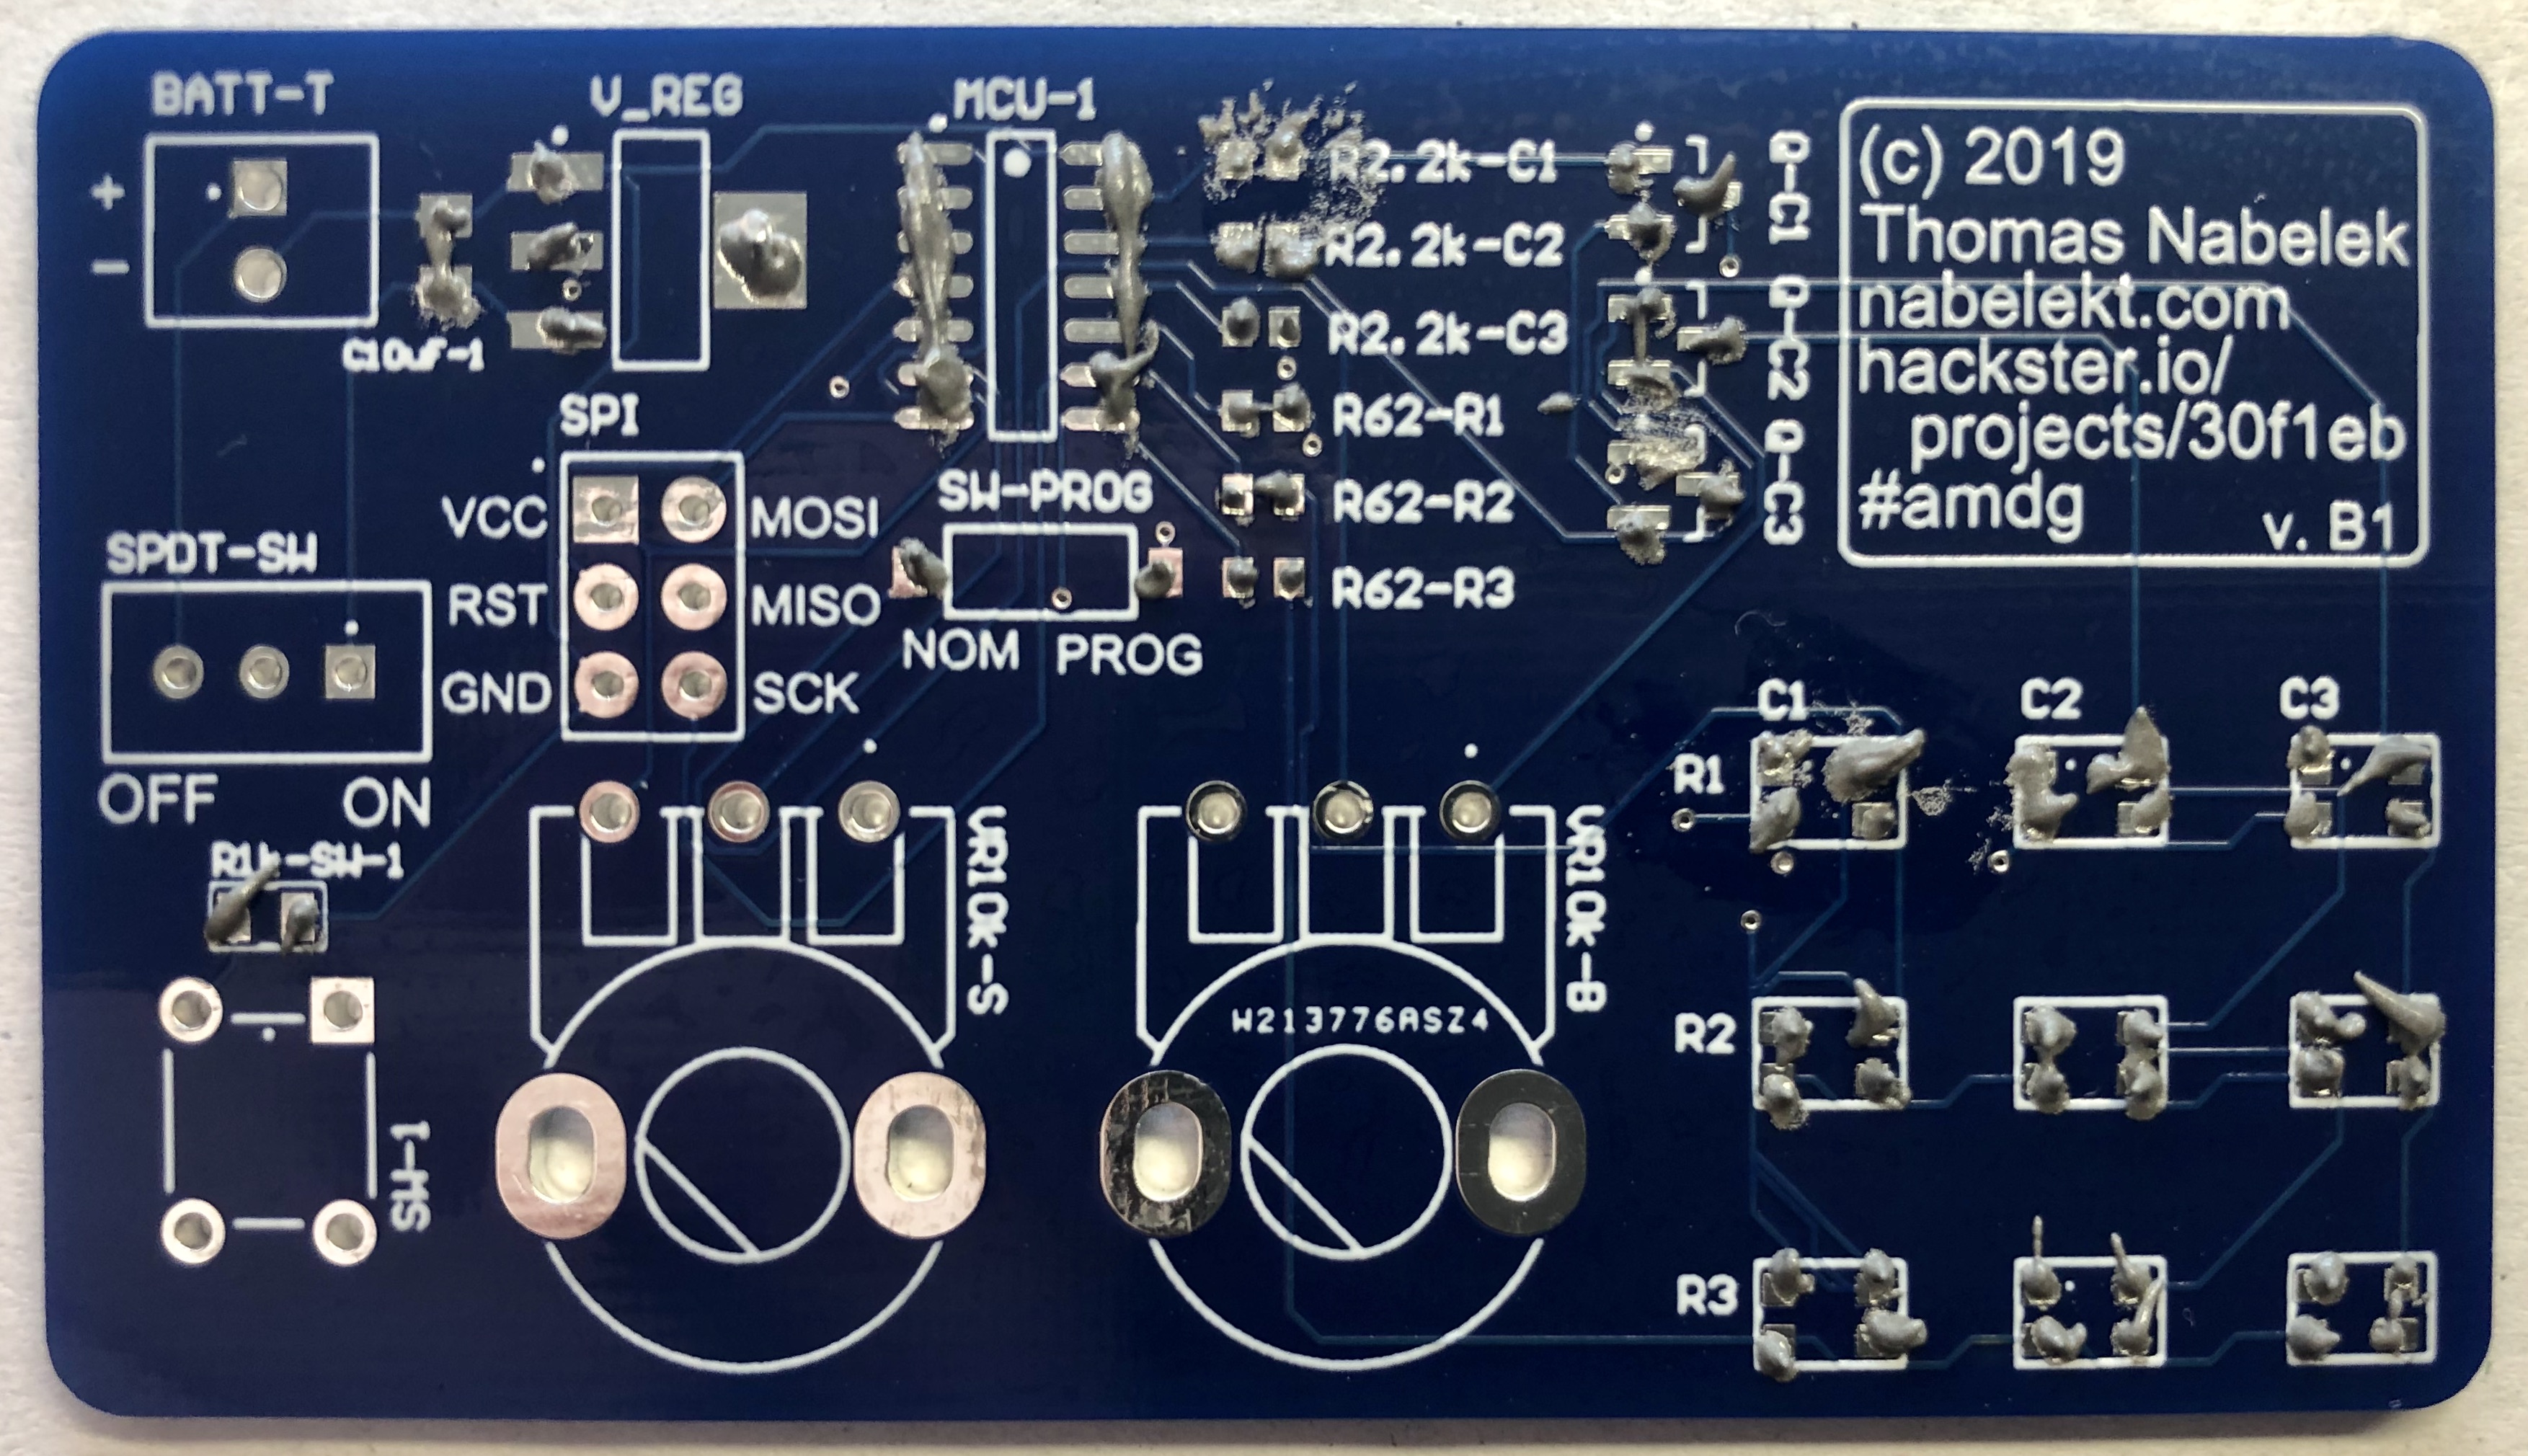 BATT-T
V_REG
MCU-1
+
-
C10uF-1
R2.2k-C1
R2.2k-C2
R2.2k-C3
R62-R1
R62-R2
R62-R3
Q-C1
Q-C2
Q-C3
(c) 2019
Thomas Nabelek
nabelekt.com
hackster.io/
projects/30f1eb
#amdg
v. B1
SPI
VCC
MOSI
RST
MISO
GND
SCK
SW-PROG
NOM PROG
SPDT-SW
OFF ON
R1k-SW-1
SW-1
VR10k-S
VR10k-B
W213776ASZ4
C1 C2 C3
R1
R2
R3